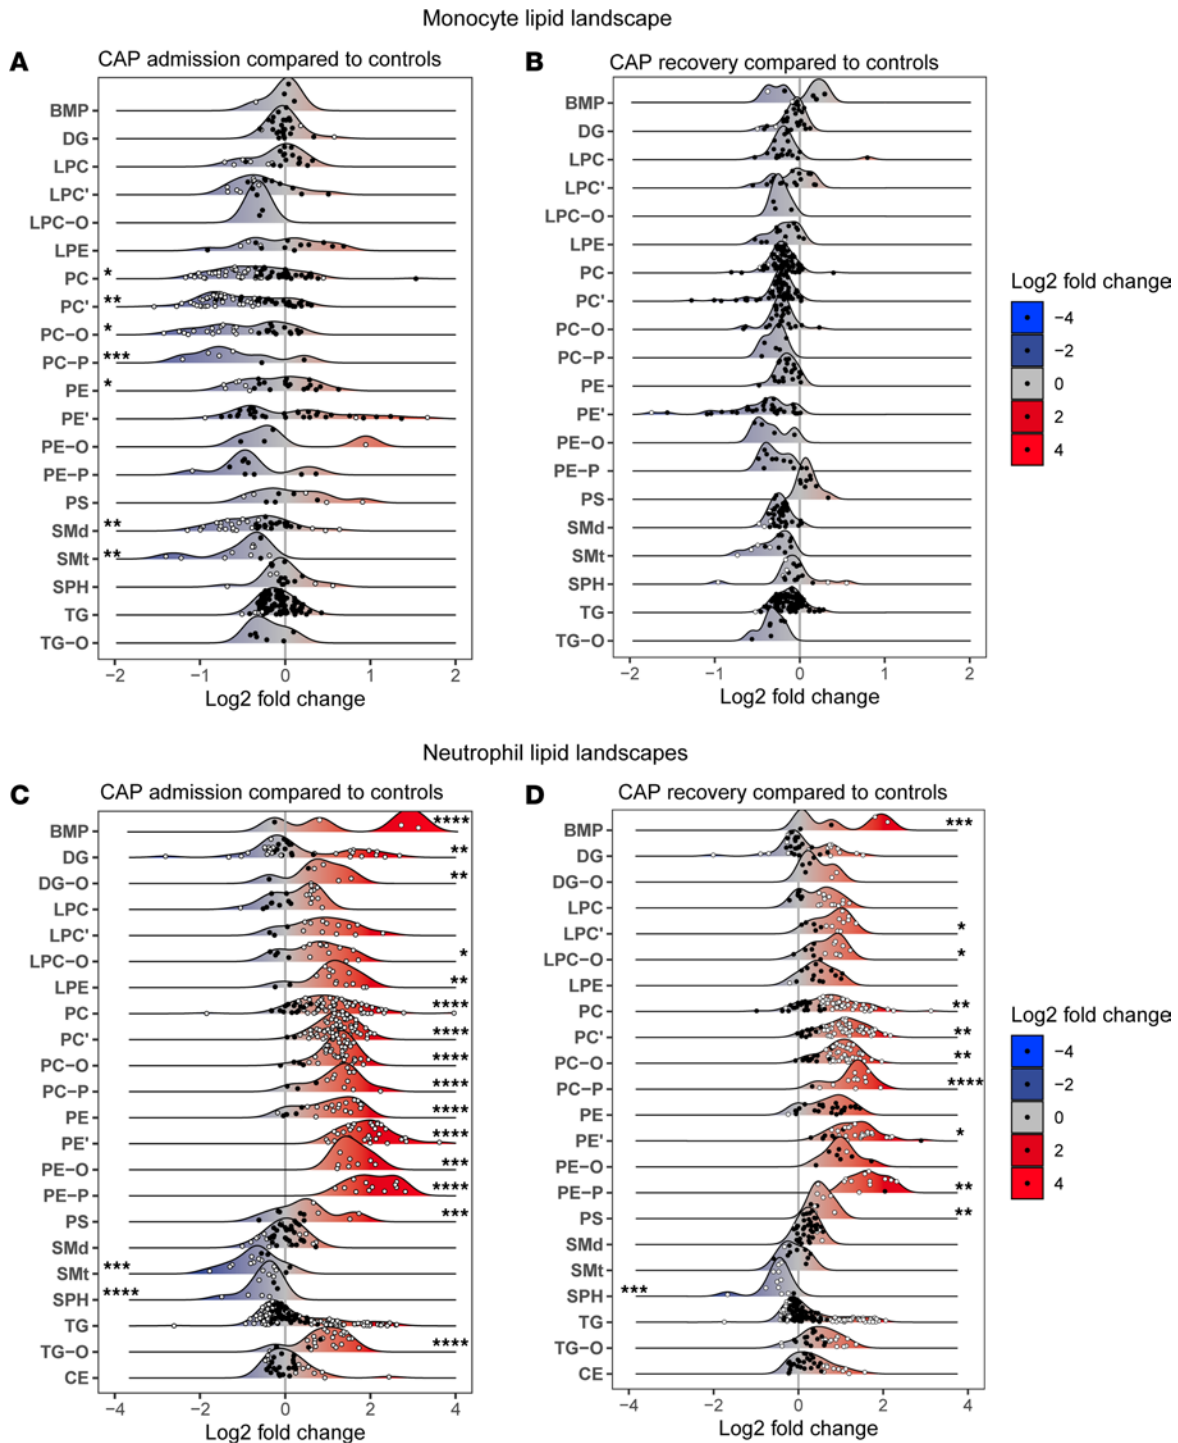 Monocyte lipid landscape
A
CAP admission compared to controls
BMP
DG
LPC
LPC'
LPC-O
LPE
PC *
PC' **
PC-O *
PC-P ***
PE *
PE'
PE-O
PE-P
PS
SMd **
SMt **
SPH
TG
TG-O
−2 −1 0 1 2
Log2 fold change
B
CAP recovery compared to controls
BMP
DG
LPC
LPC'
LPC-O
LPE
PC
PC'
PC-O
PC-P
PE
PE'
PE-O
PE-P
PS
SMd
SMt
SPH
TG
TG-O
−2 −1 0 1 2
Log2 fold change
Log2 fold change
−4
−2
0
2
4
Neutrophil lipid landscapes
C
CAP admission compared to controls
BMP ****
DG **
DG-O **
LPC
LPC'
LPC-O *
LPE **
PC ****
PC' ****
PC-O ****
PC-P ****
PE ****
PE' ****
PE-O ***
PE-P ****
PS ***
SMd
SMt ***
SPH ****
TG
TG-O ****
CE
−4 −2 0 2 4
Log2 fold change
D
CAP recovery compared to controls
BMP ***
DG
DG-O
LPC
LPC' *
LPC-O *
LPE
PC **
PC' **
PC-O **
PC-P ****
PE
PE' *
PE-O
PE-P **
PS **
SMd
SMt
SPH ***
TG
TG-O
CE
−4 −2 0 2 4
Log2 fold change
Log2 fold change
−4
−2
0
2
4